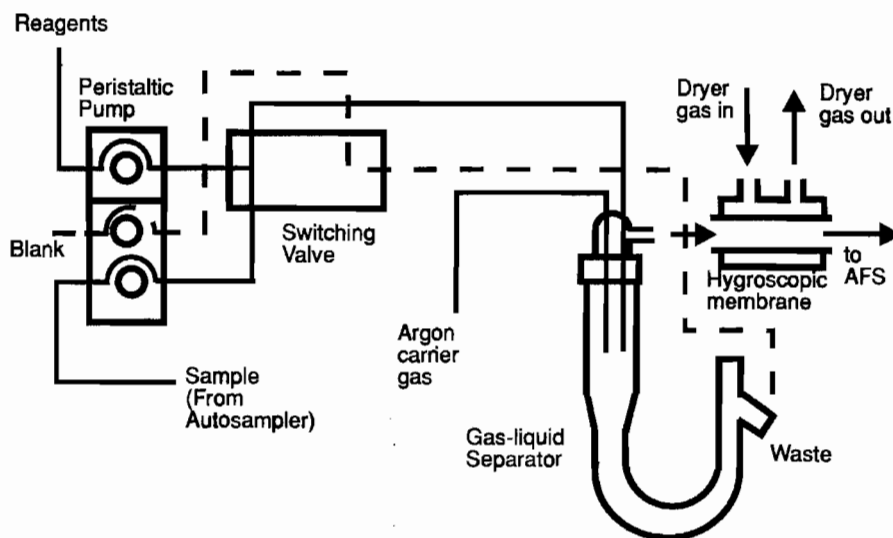 Reagents
Peristaltic
Pump
Dryer
gas in
Dryer
gas out
Blank
Switching
Valve
to
AFS
Hygroscopic
membrane
Argon
carrier
gas
Sample
(From
Autosampler)
Gas-liquid
Separator
Waste